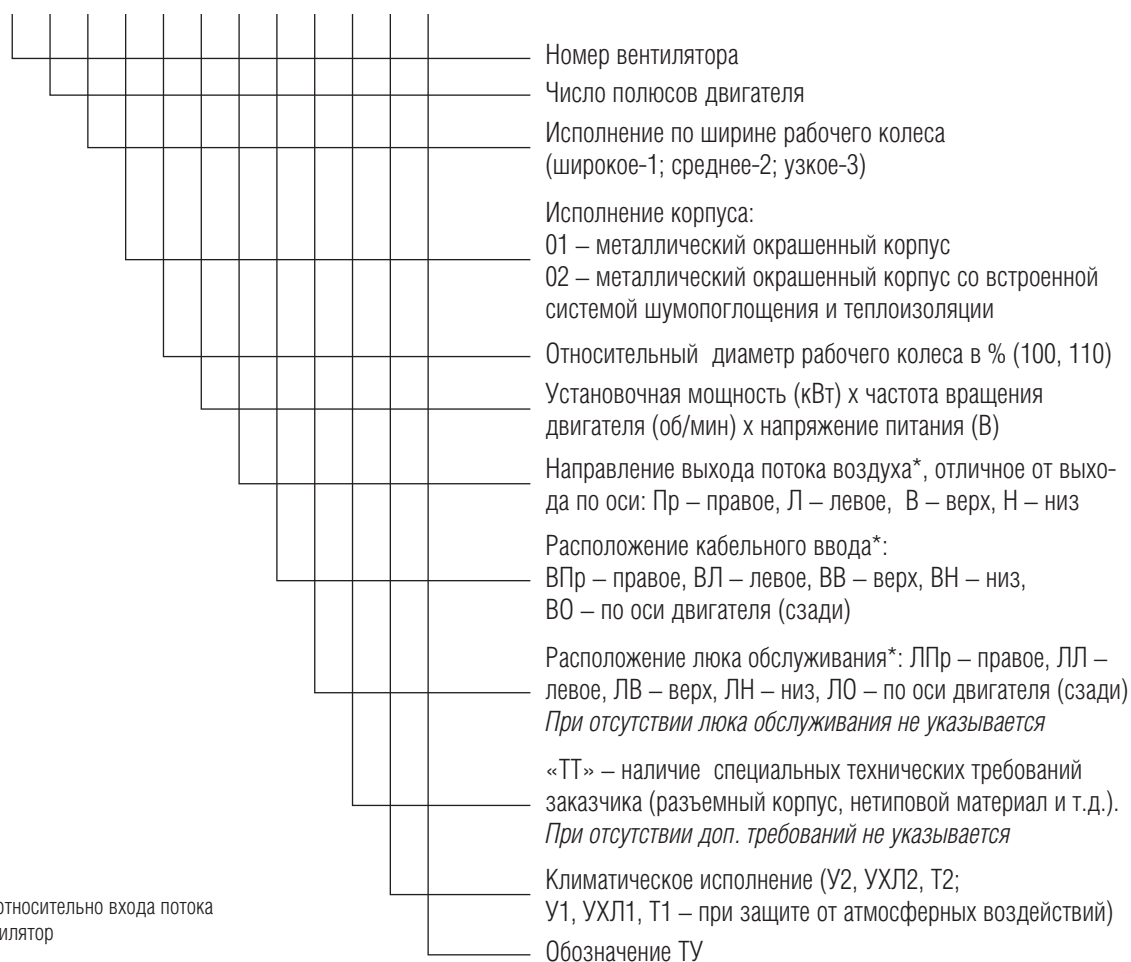 Номер вентилятора
Число полюсов двигателя
Исполнение по ширине рабочего колеса
(широкое-1; среднее-2; узкое-3)
Исполнение корпуса:
01 – металлический окрашенный корпус
02 – металлический окрашенный корпус со встроенной
системой шумопоглощения и теплоизоляции
Относительный диаметр рабочего колеса в % (100, 110)
Установочная мощность (кВт) х частота вращения
двигателя (об/мин) х напряжение питания (В)
Направление выхода потока воздуха*, отличное от выхо-
да по оси: Пр – правое, Л – левое, В – верх, Н – низ
Расположение кабельного ввода*:
ВПр – правое, ВЛ – левое, ВВ – верх, ВН – низ,
ВО – по оси двигателя (сзади)
Расположение люка обслуживания*: ЛПр – правое, ЛЛ –
левое, ЛВ – верх, ЛН – низ, ЛО – по оси двигателя (сзади)
При отсутствии люка обслуживания не указывается
«ТТ» – наличие специальных технических требований
заказчика (разъемный корпус, нетиповой материал и т.д.).
При отсутствии доп. требований не указывается
Климатическое исполнение (У2, УХЛ2, Т2;
У1, УХЛ1, Т1 – при защите от атмосферных воздействий)
Обозначение ТУ
относительно входа потока
илятор